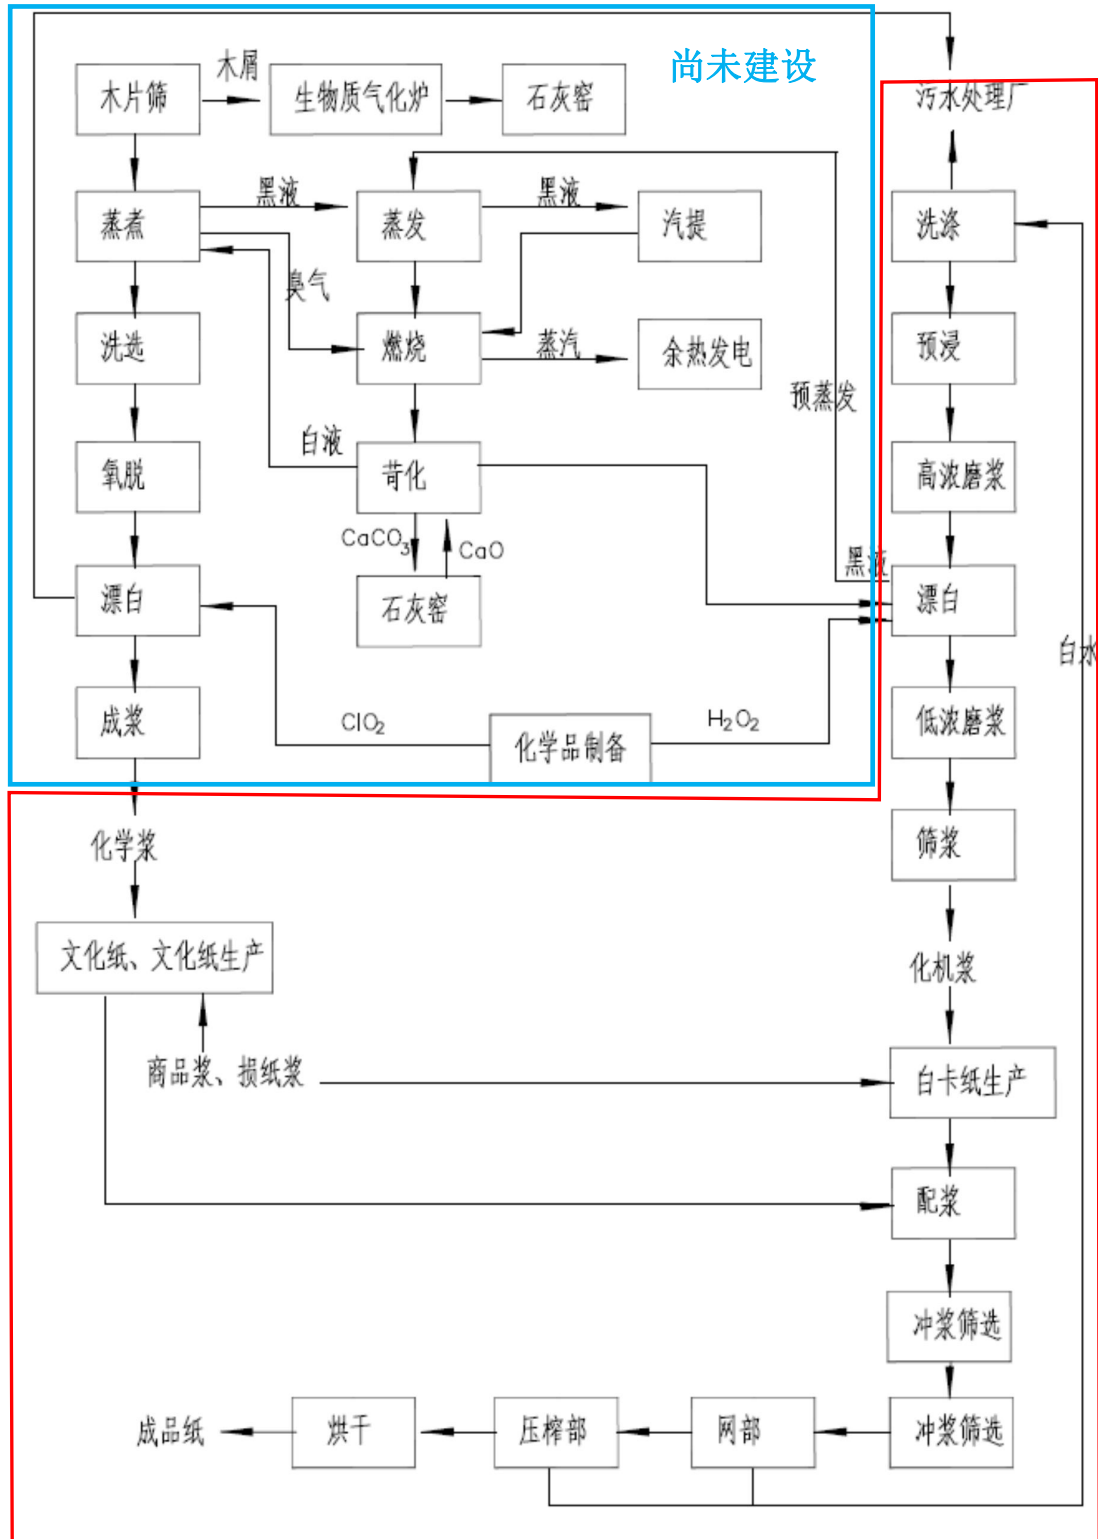 尚未建设
木片筛
木屑
生物质气化炉
石灰窑
污水处理厂
蒸煮
黑液
蒸发
黑液
汽提
洗涤
臭气
洗选
燃烧
蒸汽
余热发电
预浸
预蒸发
白液
氧脱
苛化
高浓磨浆
CaCO₃
CaO
黑液
漂白
石灰窑
漂白
白水
成浆
ClO₂
化学品制备
H₂O₂
低浓磨浆
化学浆
筛浆
文化纸、文化纸生产
化机浆
商品浆、损纸浆
白卡纸生产
配浆
冲浆筛选
成品纸
烘干
压榨部
网部
冲浆筛选